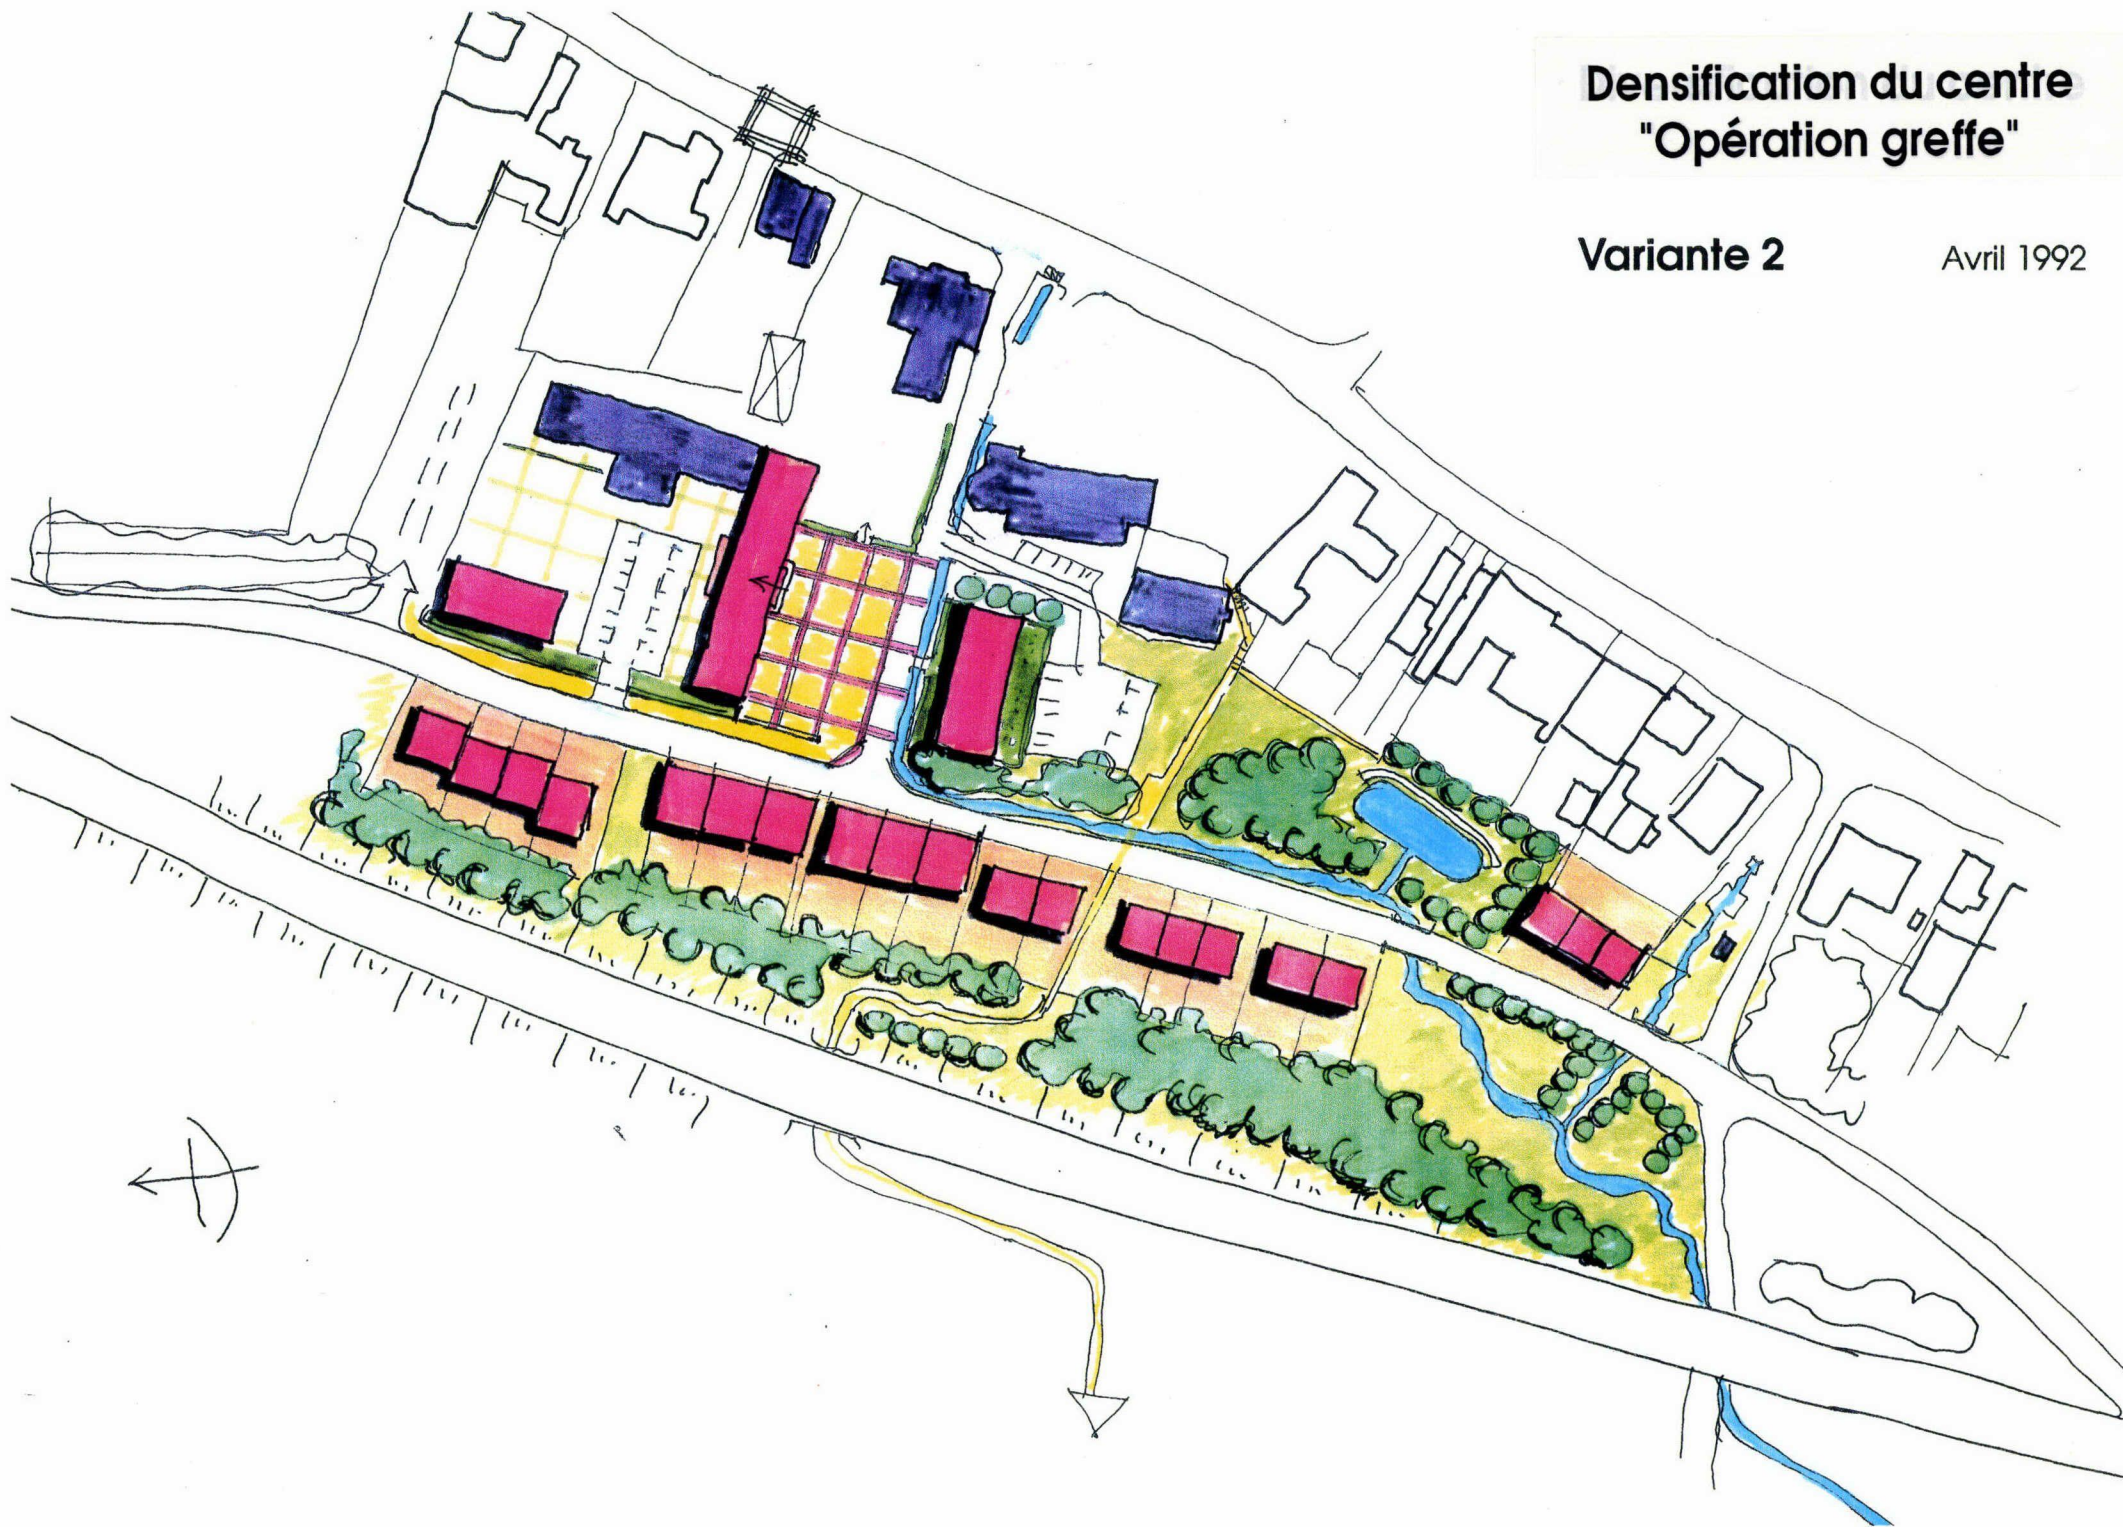 Densification du centre
"Opération greffe"
Variante 2
Avril 1992